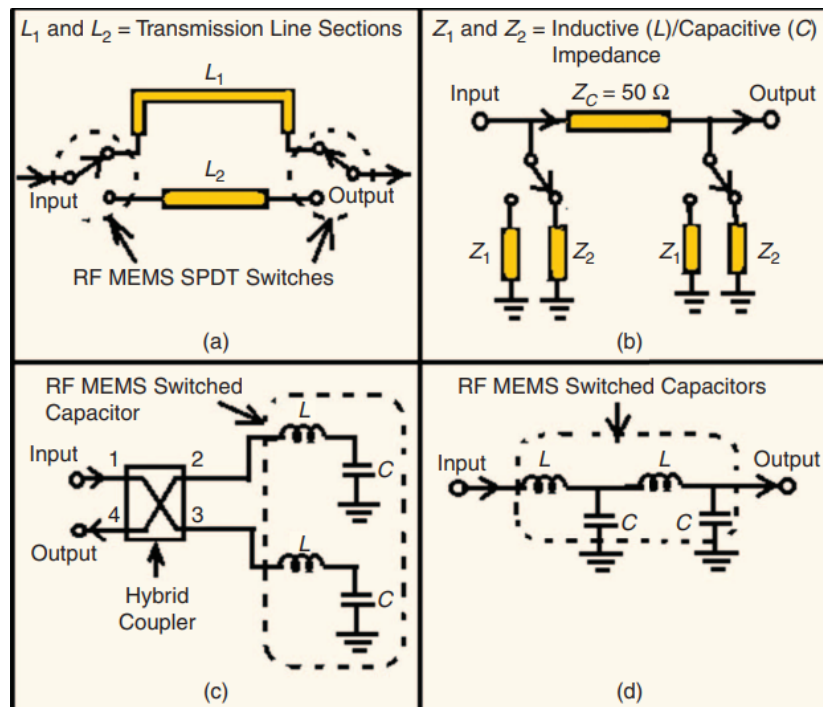 L₁ and L₂ = Transmission Line Sections
L₁
L₂
Input
Output
RF MEMS SPDT Switches
(a)
Z₁ and Z₂ = Inductive (L)/Capacitive (C)
Impedance
Input
Z_C = 50 Ω
Output
Z₁
Z₂
Z₁
Z₂
(b)
RF MEMS Switched
Capacitor
L
Input
1
2
C
4
3
Output
L
Hybrid
Coupler
C
(c)
RF MEMS Switched Capacitors
Input
L
L
Output
C
C
(d)